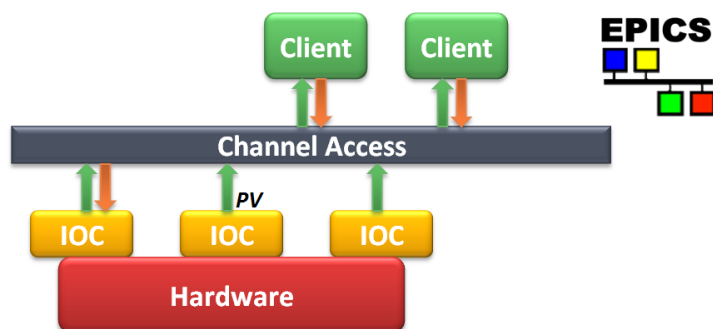 EPICS
Client
Client
Channel Access
PV
IOC
IOC
IOC
Hardware